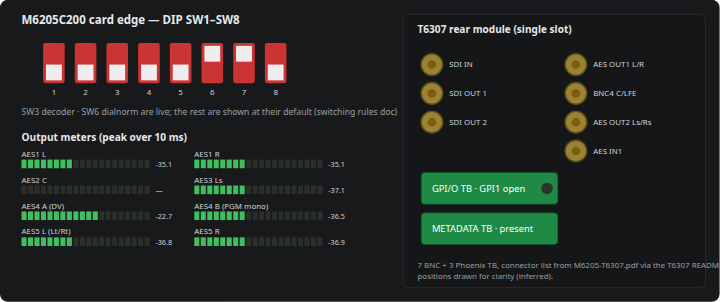 M6205C200 card edge — DIP SW1–SW8
1 2 3 4 5 6 7 8
SW3 decoder · SW6 dialnorm are live; the rest are shown at their default (switching rules doc)
Output meters (peak over 10 ms)
AES1 L
-35.1
AES1 R
-35.1
AES2 C
—
AES3 Ls
-37.1
AES4 A (DV)
-22.7
AES4 B (PGM mono)
-36.5
AES5 L (Lt/Rt)
-36.8
AES5 R
-36.9
T6307 rear module (single slot)
SDI IN
AES OUT1 L/R
SDI OUT 1
BNC4 C/LFE
SDI OUT 2
AES OUT2 Ls/Rs
AES IN1
GPI/O TB · GPI1 open
METADATA TB · present
7 BNC + 3 Phoenix TB, connector list from M6205-T6307.pdf via the T6307 README
positions drawn for clarity (inferred).